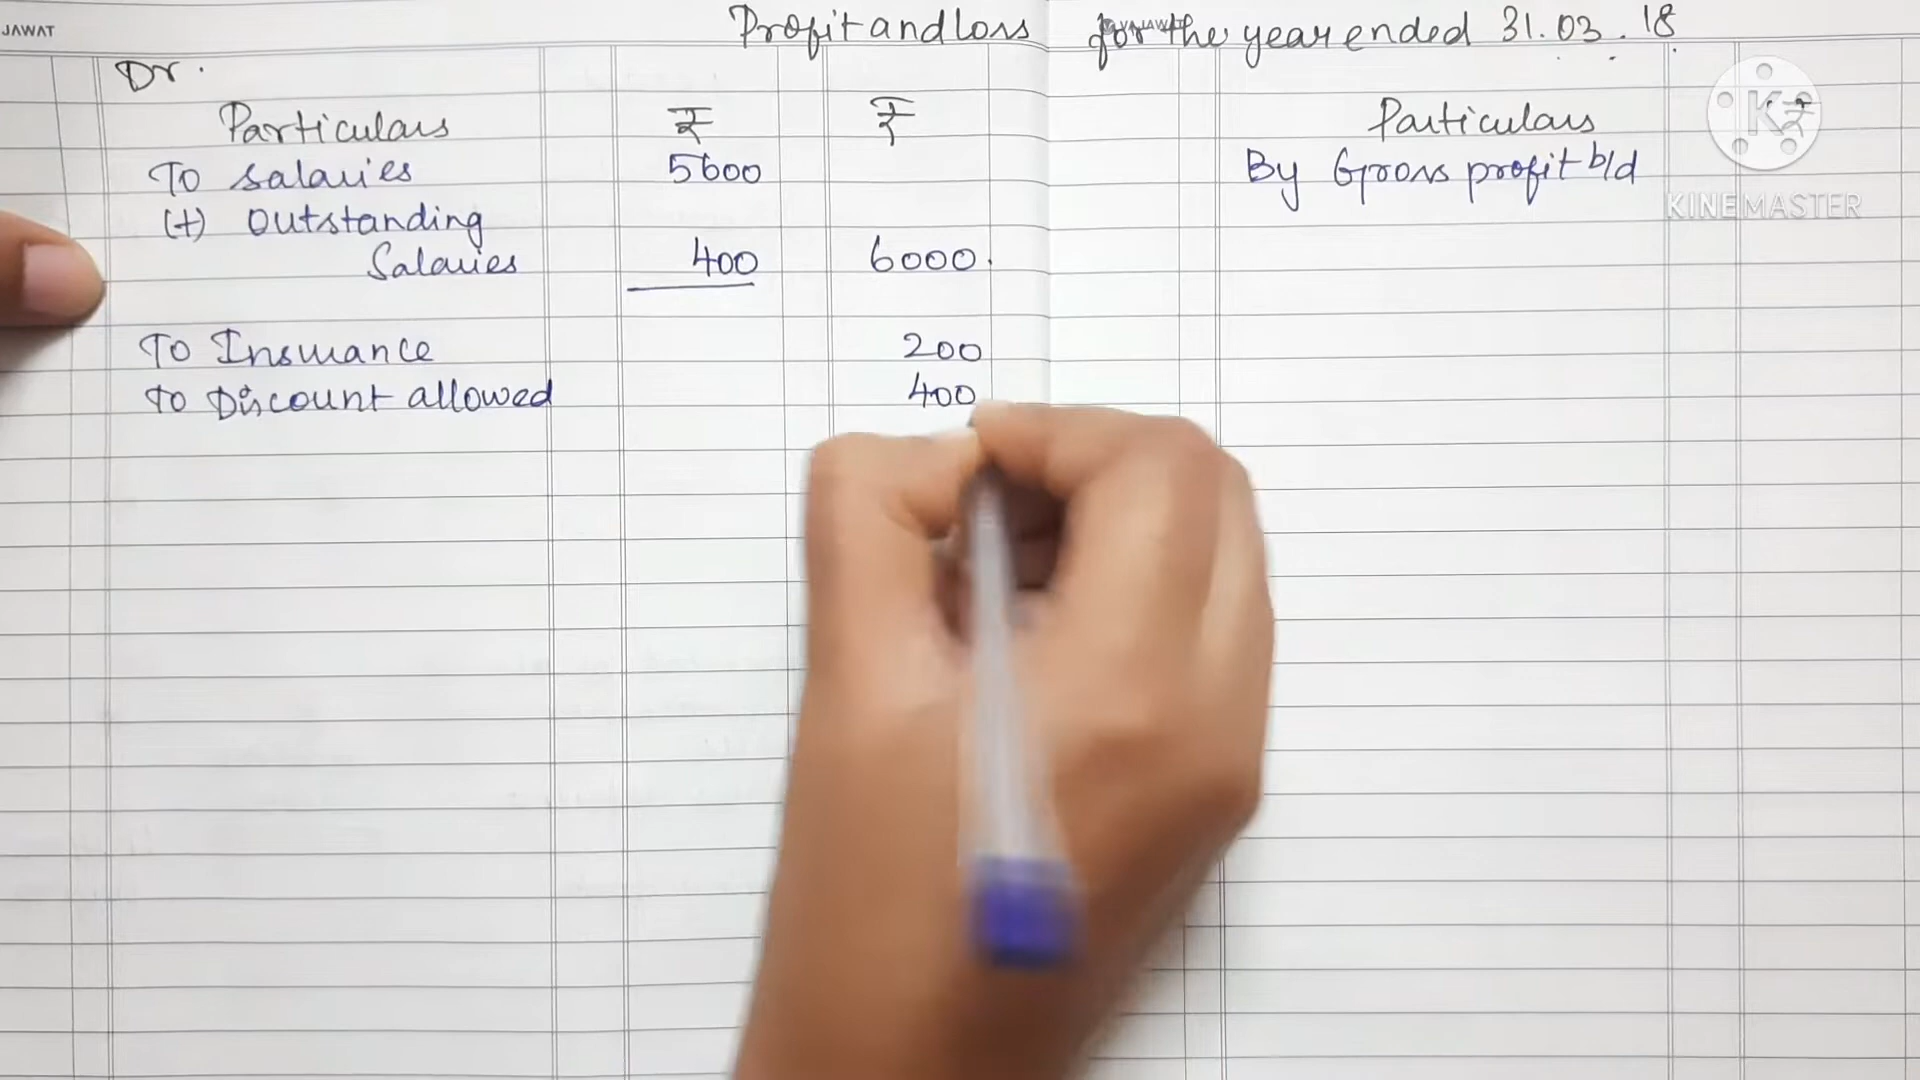 JAWAT
Profit and loss for the year ended 31.03.18
Dr.
Particulars ₹ ₹ Particulars ₹
To salaries 5600 By Gross profit b/d
(+) Outstanding
Salaries 400 6000.
To Insurance 200
To Discount allowed 400
KINEMASTER